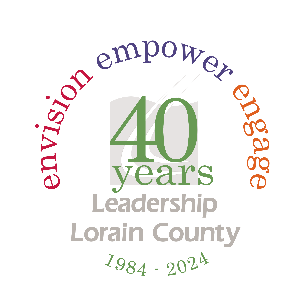 envision empower engage
40
years
Leadership
Lorain County
1984 - 2024